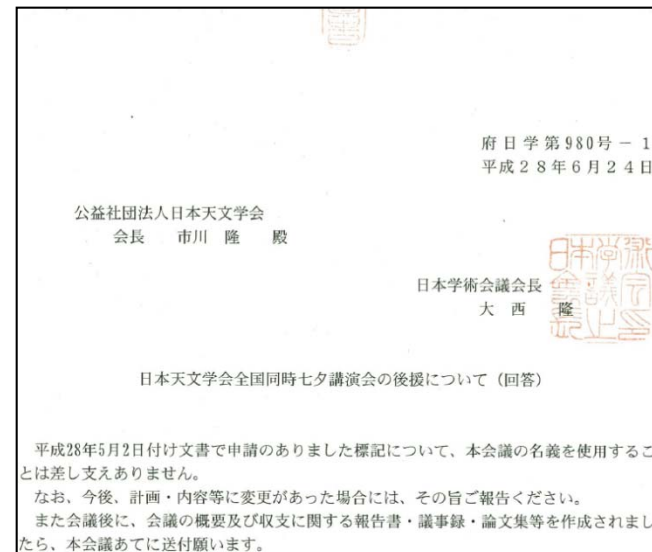 府日学第980号－1
平成28年6月24日
公益社団法人日本天文学会
会長　市川　隆　殿
日本学術会議会長
大　西　隆
日本天文学会全国同時七夕講演会の後援について（回答）
平成28年5月2日付け文書で申請のありました標記について、本会議の名義を使用するこ
とは差し支えありません。
なお、今後、計画・内容等に変更があった場合には、その旨ご報告ください。
また会議後に、会議の概要及び収支に関する報告書・議事録・論文集等を作成されまし
たら、本会議あてに送付願います。